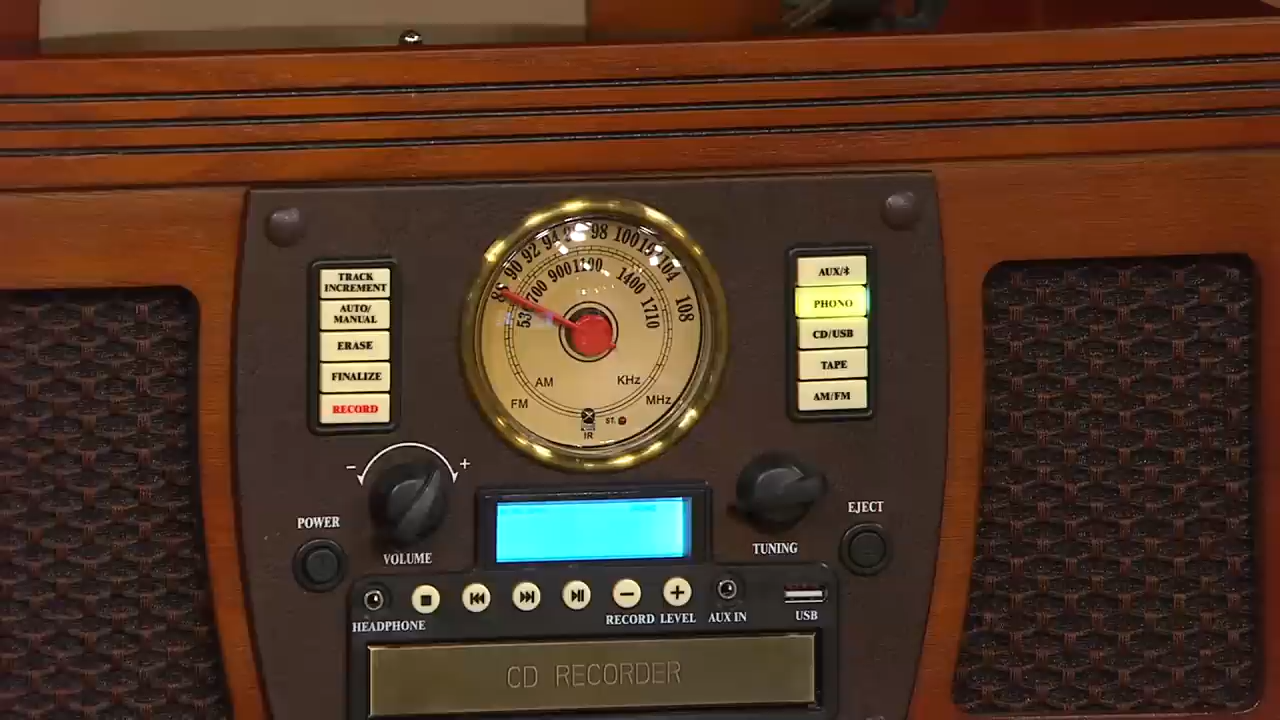 TRACK
INCREMENT
AUTO/
MANUAL
ERASE
FINALIZE
RECORD
90 92 94 98 100 104 108
700 900 1100 1400 1710
AM KHz
FM MHz
ST.
IR
AUX/
PHONO
CD/USB
TAPE
AM/FM
- +
POWER
VOLUME
TUNING
EJECT
HEADPHONE
RECORD LEVEL
AUX IN
USB
CD RECORDER